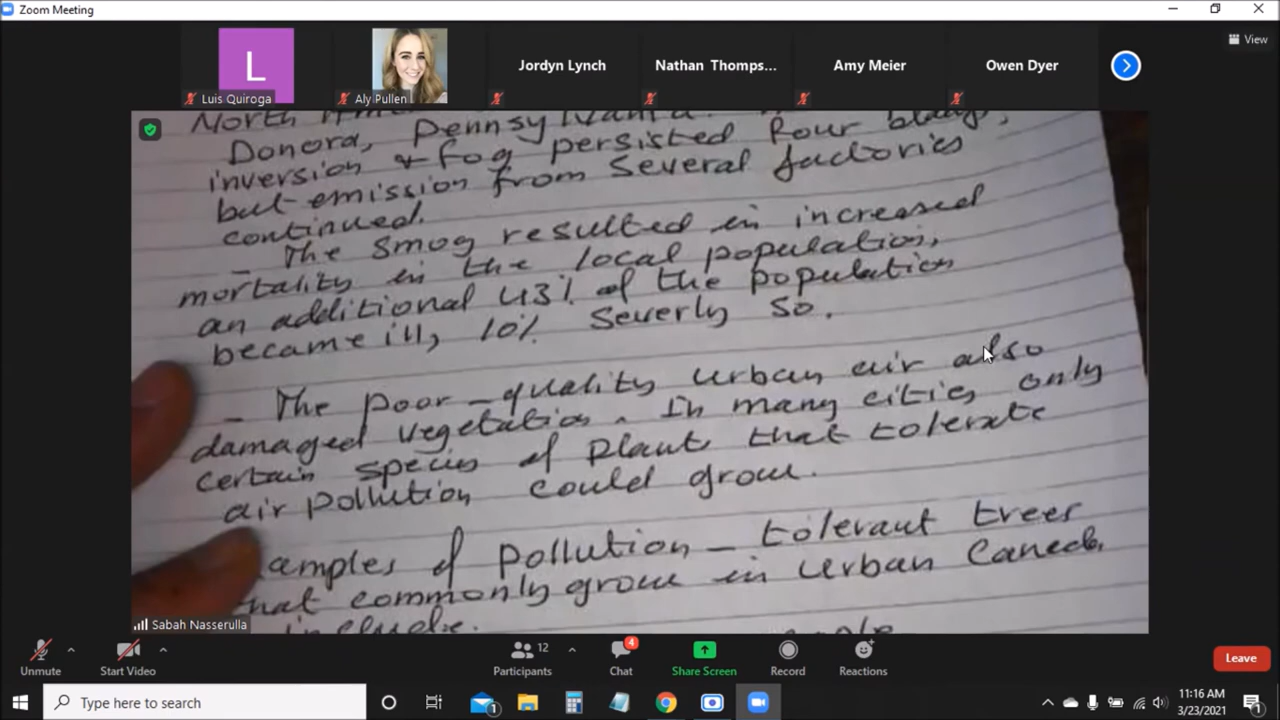 Zoom Meeting
View
L
Luis Quiroga
Aly Pullen
Jordyn Lynch
Nathan Thomps...
Amy Meier
Owen Dyer
North
Donora, Pennsylvania.
inversion & fog persisted four
but emission from several factories
continued.
- The smog resulted in increased
mortality in the local population,
an additional 43% of the population
became ill, 10% Severly so.
- The poor-quality urban air also
damaged vegetation. In many cities only
certain species of plants that tolerate
air pollution could grow.
amples of pollution-tolerant trees
hat commonly grow in urban Canada
include.
Sabah Nasserulla
Unmute
Start Video
12
Participants
4
Chat
Share Screen
Record
Reactions
Leave
Type here to search
1
11:16 AM
3/23/2021
1